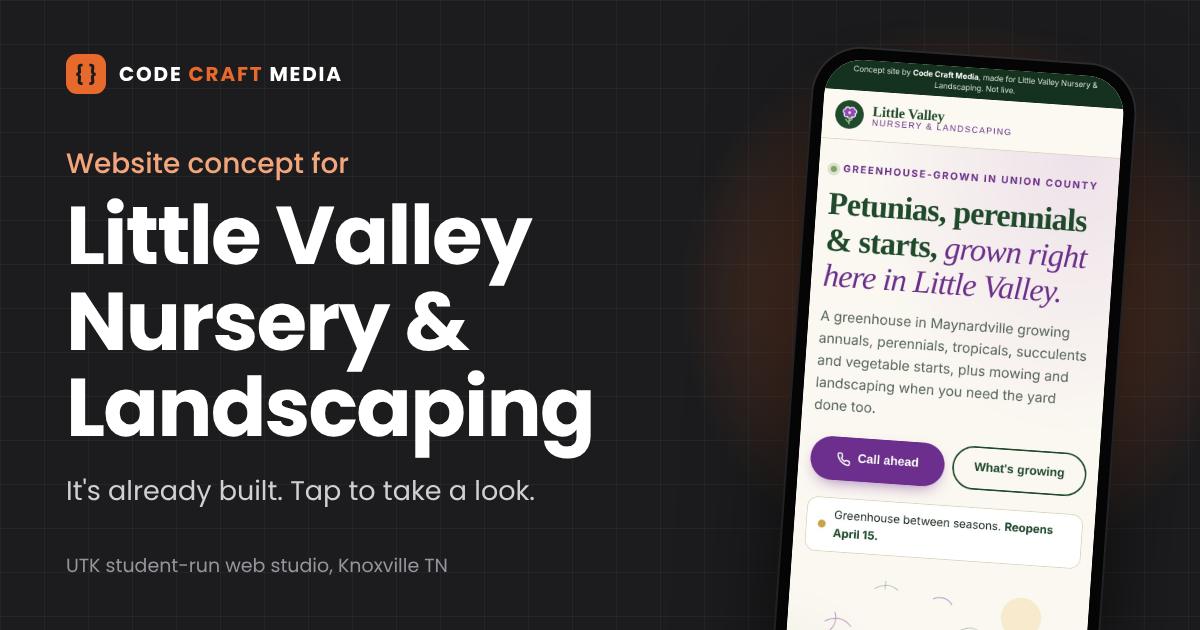 { } CODE CRAFT MEDIA
Website concept for
Little Valley
Nursery &
Landscaping
It's already built. Tap to take a look.
UTK student-run web studio, Knoxville TN
Concept site by Code Craft Media, made for Little Valley Nursery &
Landscaping. Not live.
Little Valley
NURSERY & LANDSCAPING
GREENHOUSE-GROWN IN UNION COUNTY
Petunias, perennials
& starts, grown right
here in Little Valley.
A greenhouse in Maynardville growing
annuals, perennials, tropicals, succulents
and vegetable starts, plus mowing and
landscaping when you need the yard
done too.
Call ahead
What's growing
Greenhouse between seasons. Reopens
April 15.